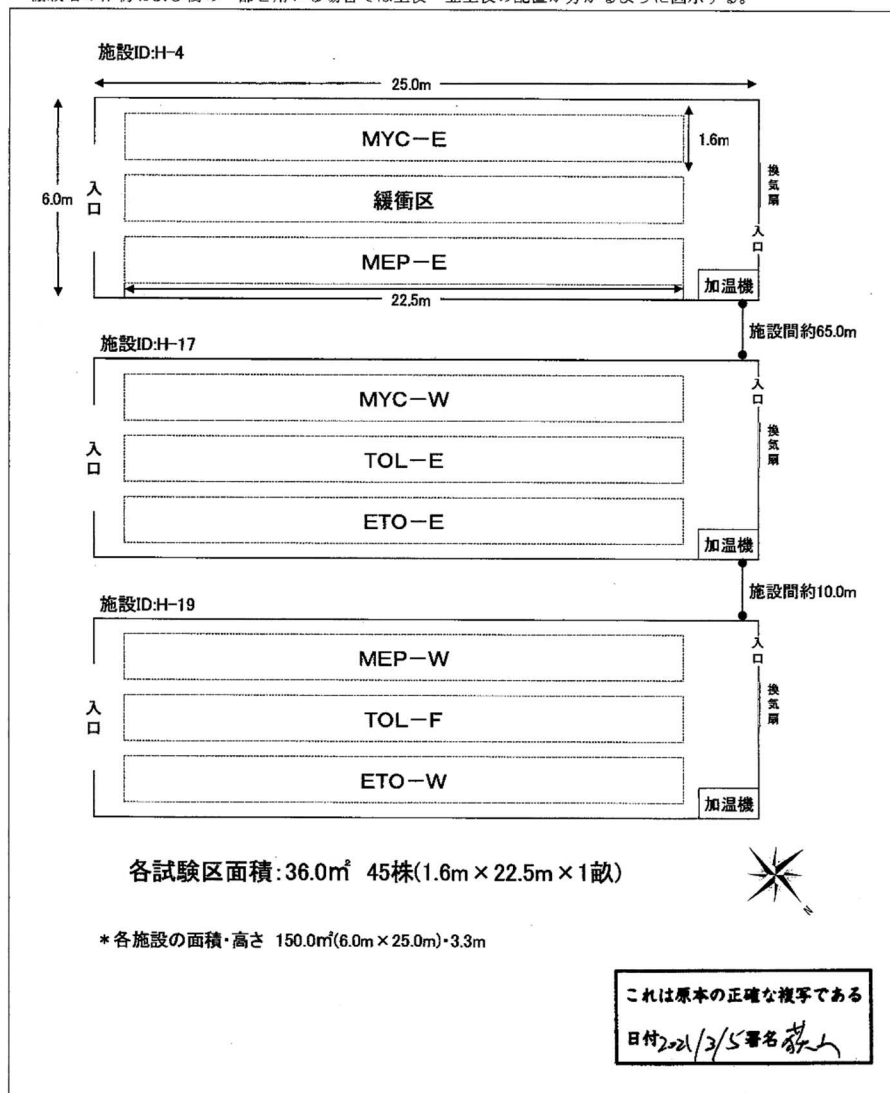 施設ID:H-4
25.0m
MYC-E
1.6m
換気扇
6.0m
入口
緩衝区
入口
MEP-E
加温機
22.5m
施設間約65.0m
施設ID:H-17
入口
MYC-W
換気扇
入口
TOL-E
ETO-E
加温機
施設間約10.0m
施設ID:H-19
入口
MEP-W
換気扇
入口
TOL-F
ETO-W
加温機
各試験区面積:36.0㎡ 45株(1.6m×22.5m×1畝)
N
*各施設の面積・高さ 150.0㎡(6.0m×25.0m)・3.3m
これは原本の正確な複写である
日付2021/3/5署名